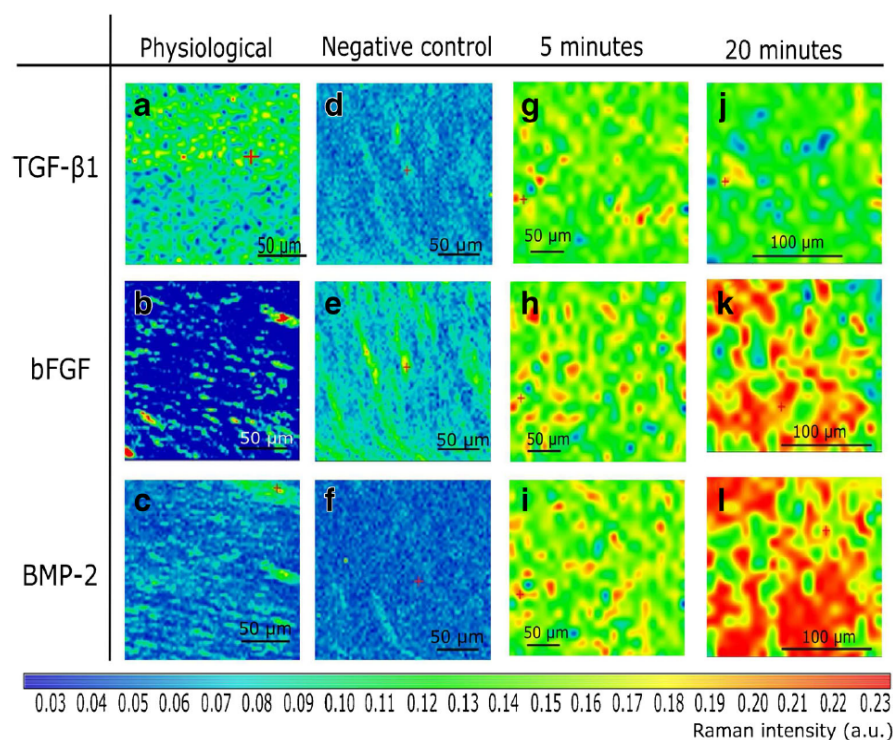 Physiological Negative control 5 minutes 20 minutes
TGF-β1
a d g j
50 µm 50 µm 50 µm 100 µm
bFGF
b e h k
50 µm 50 µm 50 µm 100 µm
BMP-2
c f i l
50 µm 50 µm 50 µm 100 µm
0.03 0.04 0.05 0.06 0.07 0.08 0.09 0.10 0.11 0.12 0.13 0.14 0.15 0.16 0.17 0.18 0.19 0.20 0.21 0.22 0.23
Raman intensity (a.u.)